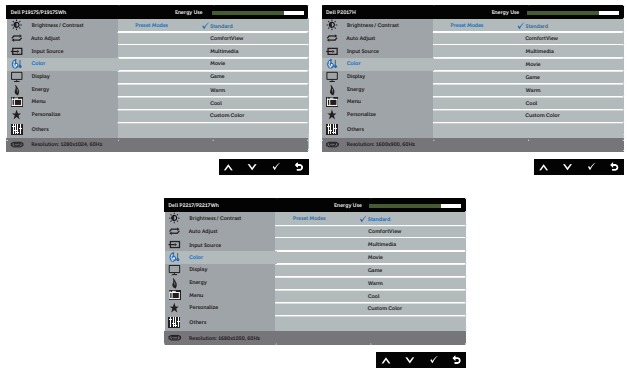 Dell P1917S/P1917SWh Energy Use
Brightness / Contrast Preset Modes ✓ Standard
Auto Adjust ComfortView
Input Source Multimedia
Color Movie
Display Game
Energy Warm
Menu Cool
Personalize Custom Color
Others
Resolution: 1280x1024, 60Hz
Dell P2017H Energy Use
Brightness / Contrast Preset Modes ✓ Standard
Auto Adjust ComfortView
Input Source Multimedia
Color Movie
Display Game
Energy Warm
Menu Cool
Personalize Custom Color
Others
Resolution: 1600x900, 60Hz
Dell P2217/P2217Wh Energy Use
Brightness / Contrast Preset Modes ✓ Standard
Auto Adjust ComfortView
Input Source Multimedia
Color Movie
Display Game
Energy Warm
Menu Cool
Personalize Custom Color
Others
Resolution: 1680x1050, 60Hz